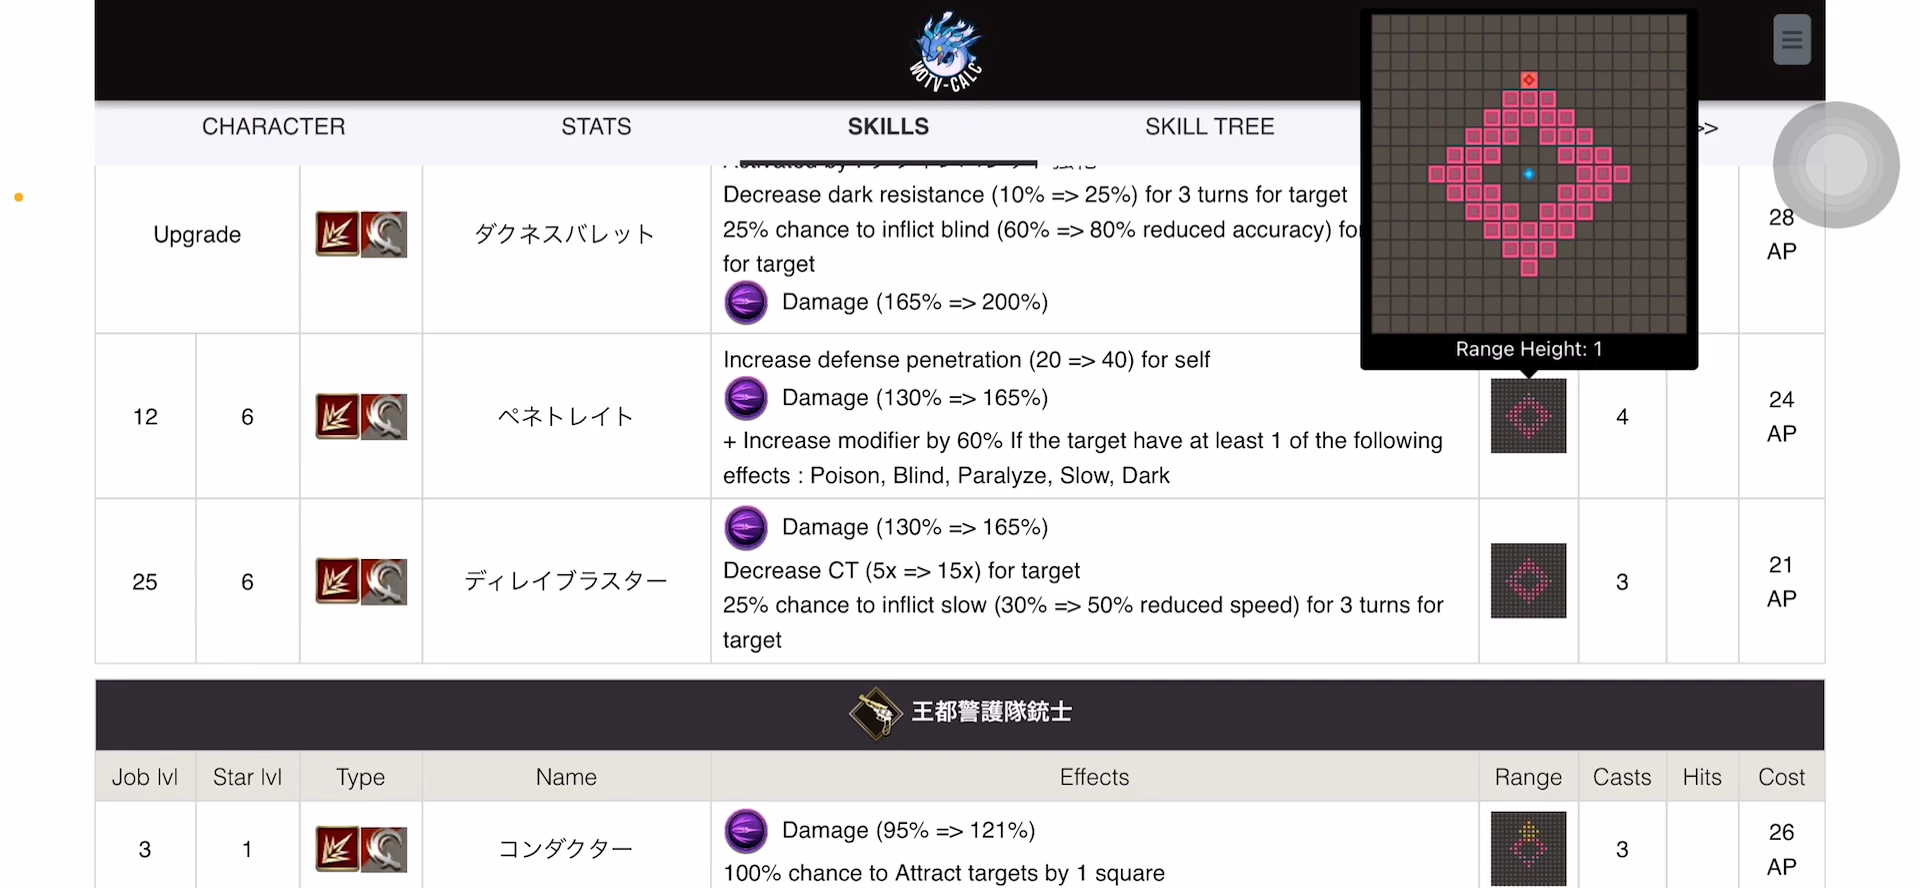 WOTV-CALC
CHARACTER
STATS
SKILLS
SKILL TREE
>>
Upgrade
ダクネスバレット
Decrease dark resistance (10% => 25%) for 3 turns for target
25% chance to inflict blind (60% => 80% reduced accuracy) for
for target
Damage (165% => 200%)
28
AP
Range Height: 1
12
6
ペネトレイト
Increase defense penetration (20 => 40) for self
Damage (130% => 165%)
+ Increase modifier by 60% If the target have at least 1 of the following
effects : Poison, Blind, Paralyze, Slow, Dark
4
24
AP
25
6
ディレイブラスター
Damage (130% => 165%)
Decrease CT (5x => 15x) for target
25% chance to inflict slow (30% => 50% reduced speed) for 3 turns for
target
3
21
AP
王都警護隊銃士
Job lvl
Star lvl
Type
Name
Effects
Range
Casts
Hits
Cost
3
1
コンダクター
Damage (95% => 121%)
100% chance to Attract targets by 1 square
3
26
AP